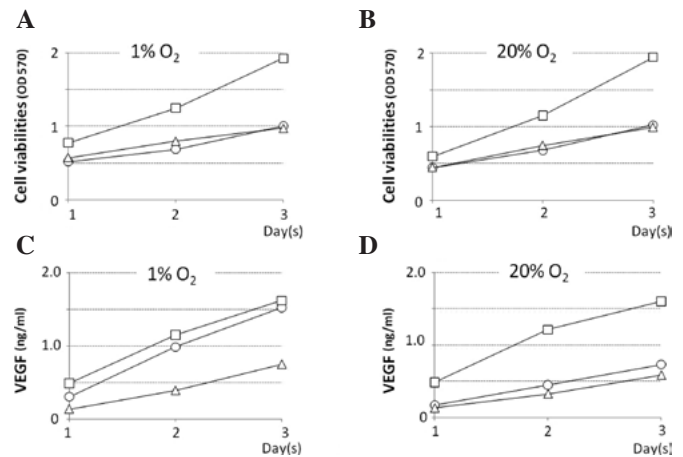 A
1% O2
Cell viabilities (OD570)
2
1
0
1 2 3
Day(s)
B
20% O2
Cell viabilities (OD570)
2
1
0
1 2 3
Day(s)
C
1% O2
VEGF (ng/ml)
2.0
1.0
0
1 2 3
Day(s)
D
20% O2
VEGF (ng/ml)
2.0
1.0
0
1 2 3
Day(s)